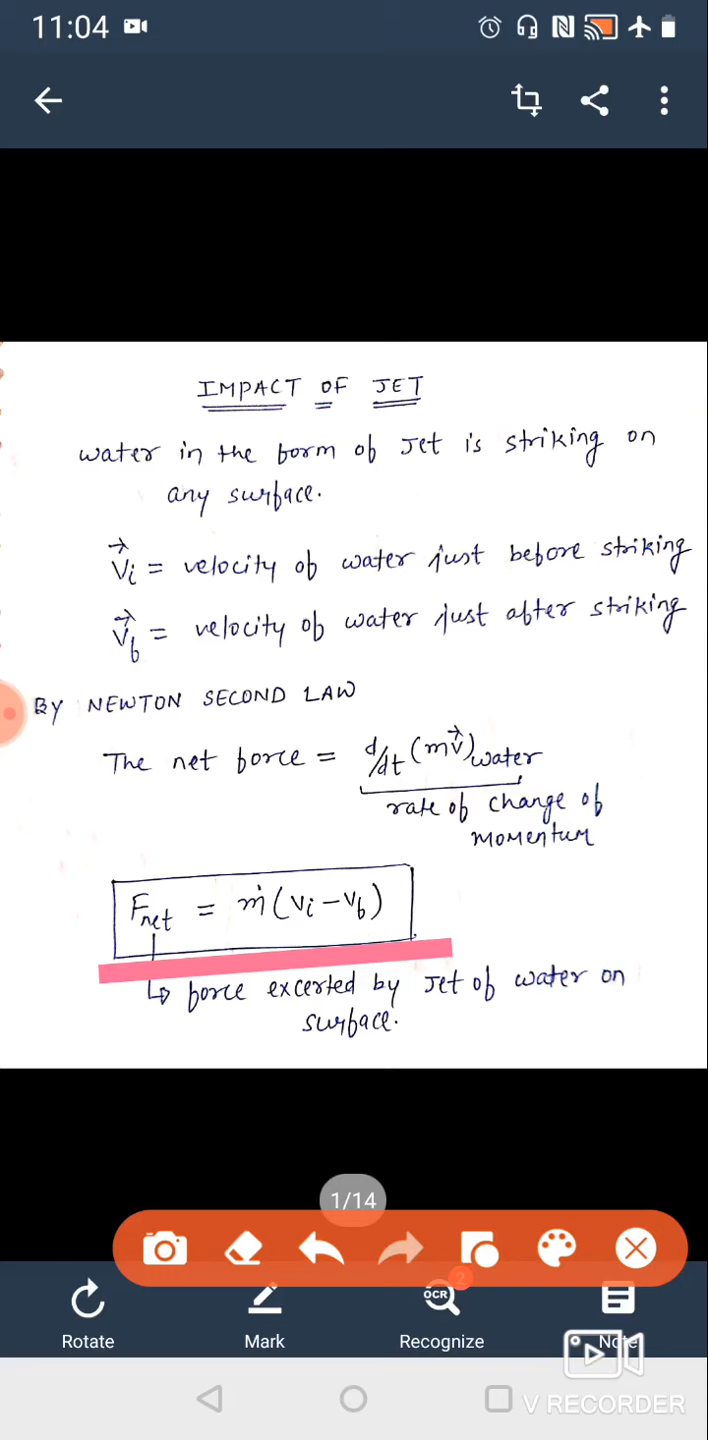 11:04
IMPACT OF JET
water in the form of Jet is striking on
any surface.
V⃗i = velocity of water just before striking
V⃗f = velocity of water just after striking
By NEWTON SECOND LAW
The net force = d/dt (mv⃗)water
rate of change of
momentum
Fnet = ṁ(vi - vf)
↳ force excerted by Jet of water on
surface.
1/14
OCR
2
Rotate
Mark
Recognize
Note
V RECORDER